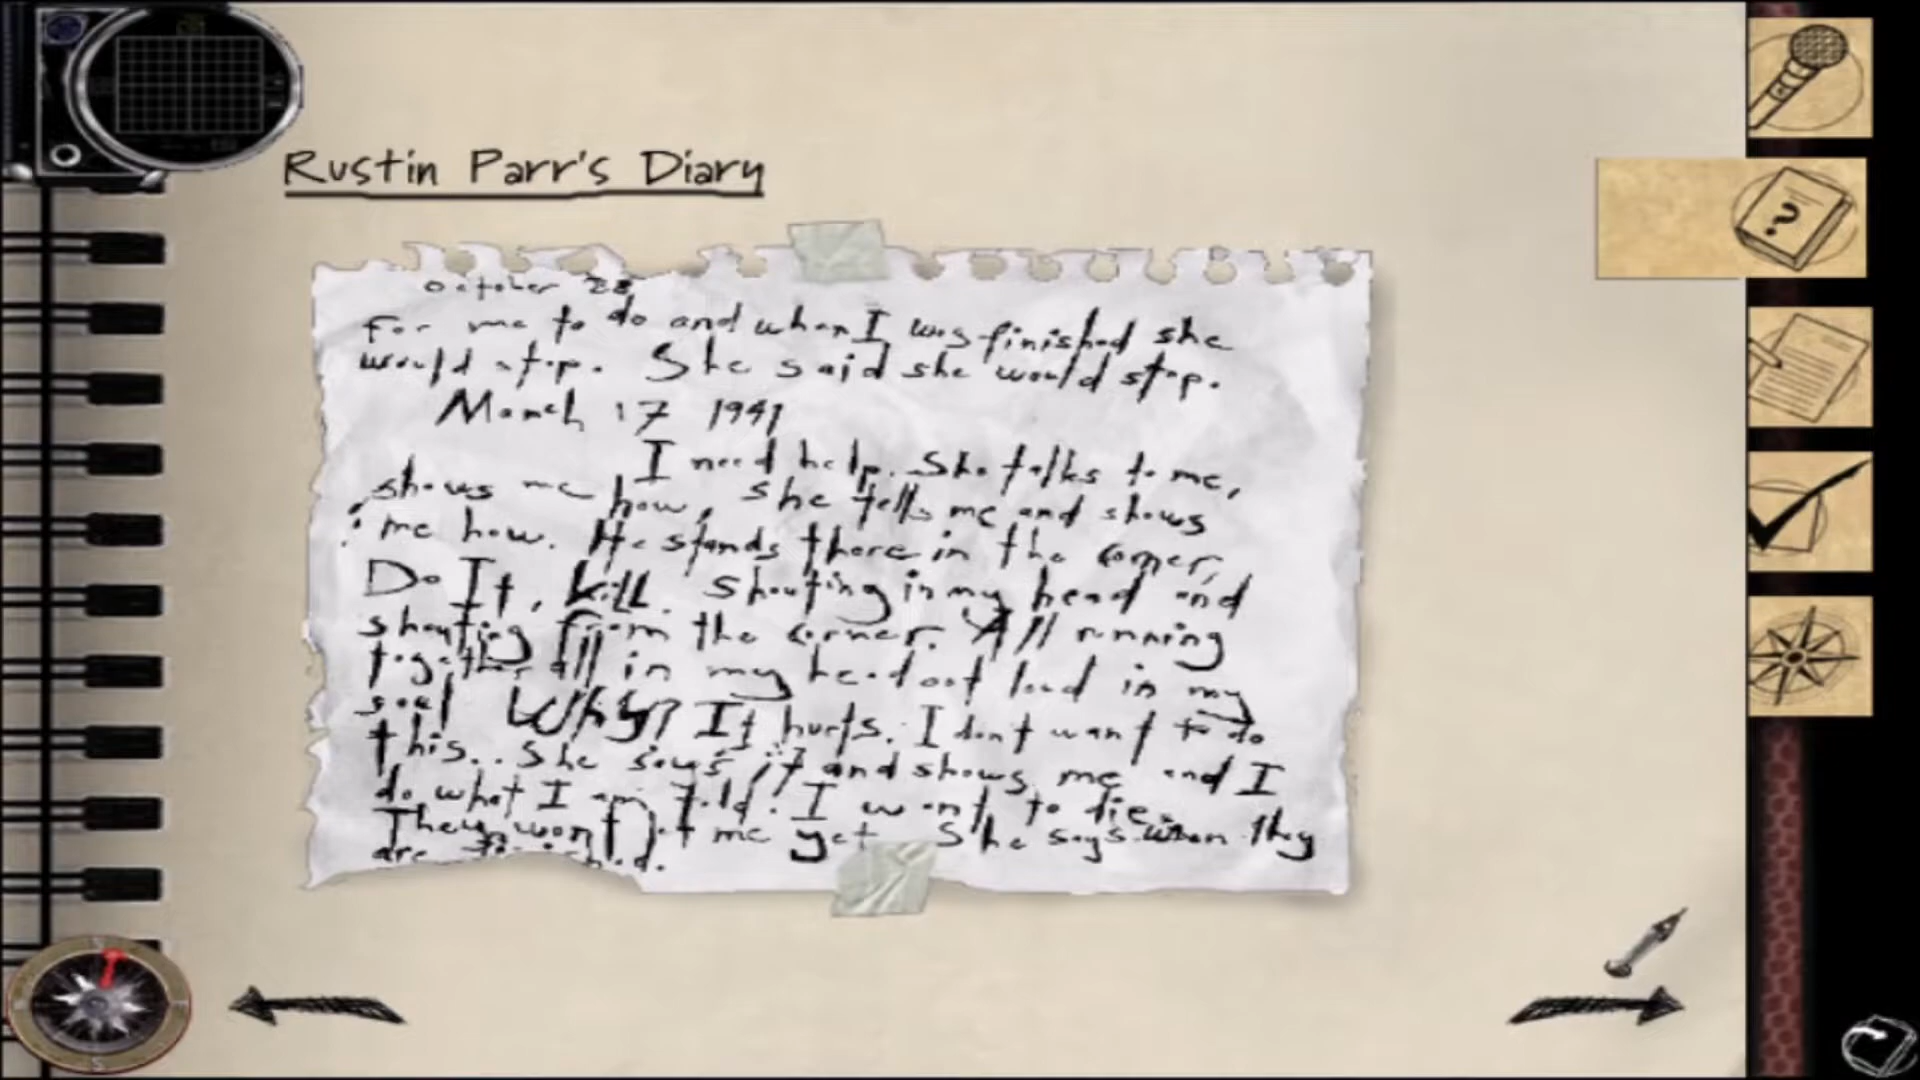 Rustin Parr's Diary
October 28
for me to do and when I was finished she
would stop. She said she would stop.
March 17 1941
I need help. She talks to me,
shows me how, she tells me and shows
me how. He stands there in the corner,
Do It, kill. Shouting in my head and
shouting from the corner. All running
together all in my head out loud in my
soul Why? It hurts. I dont want to do
this.. She says it and shows me and I
do what I am told. I want to die.
They wont let me yet She says when they
are
?